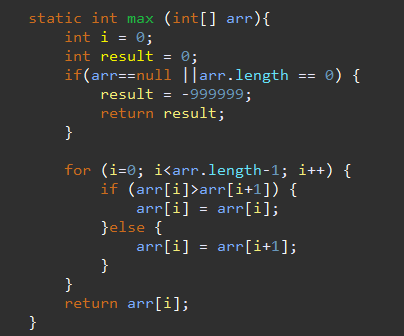 static int max (int[] arr){
    int i = 0;
    int result = 0;
    if(arr==null ||arr.length == 0) {
        result = -999999;
        return result;
    }

    for (i=0; i<arr.length-1; i++) {
        if (arr[i]>arr[i+1]) {
            arr[i] = arr[i];
        }else {
            arr[i] = arr[i+1];
        }
    }
    return arr[i];
}